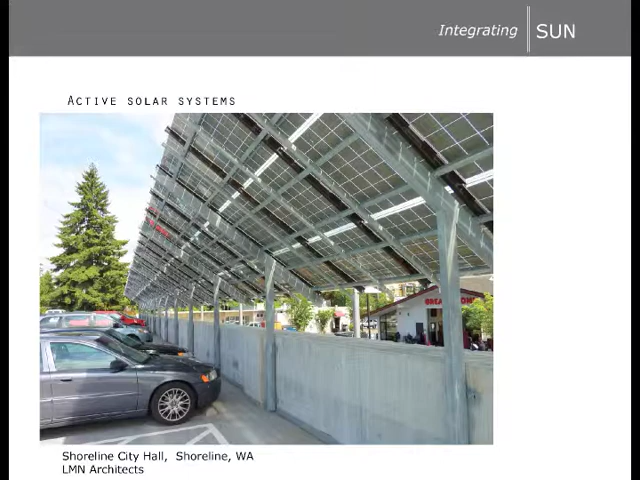 Integrating SUN
ACTIVE SOLAR SYSTEMS
Shoreline City Hall, Shoreline, WA
LMN Architects